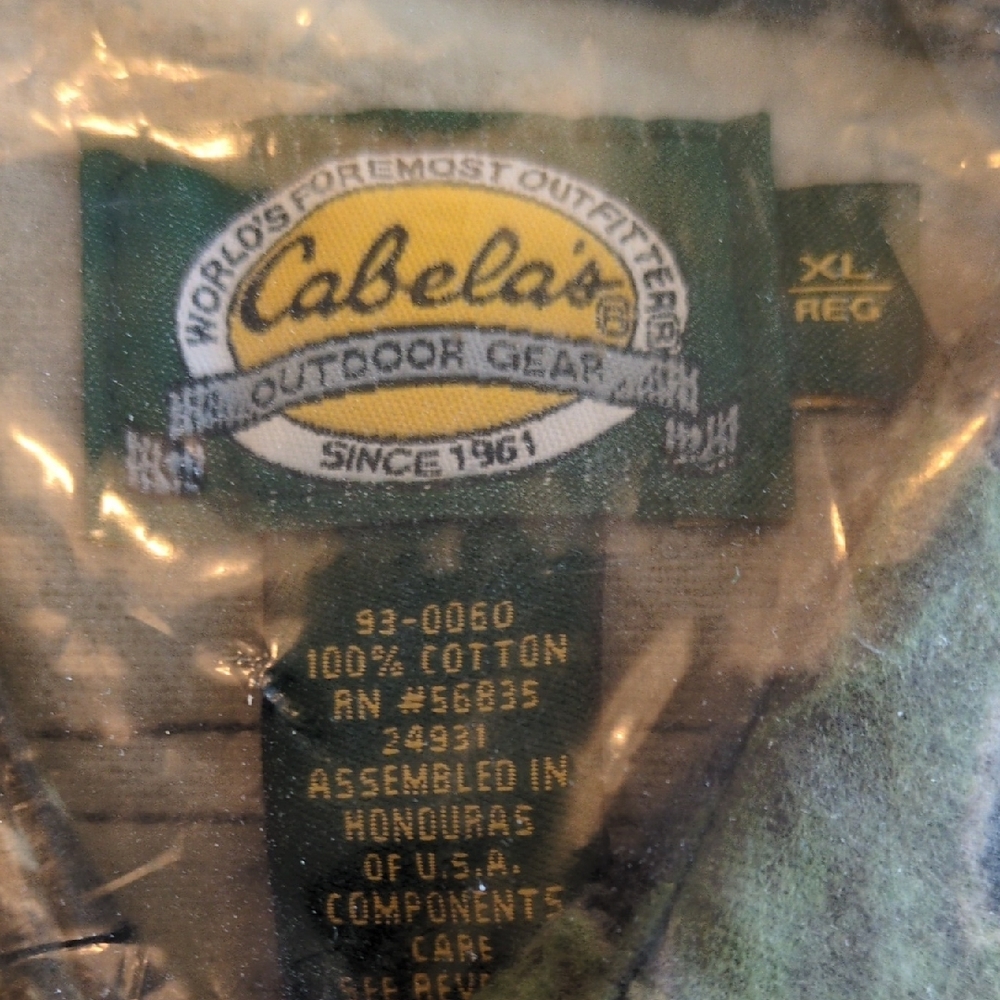 WORLD'S FOREMOST OUTFITTER®
Cabela's®
OUTDOOR GEAR
SINCE 1961
XL
REG
93-0060
100% COTTON
RN #56835
24931
ASSEMBLED IN
HONDURAS
OF U.S.A.
COMPONENTS
CARE
SEE